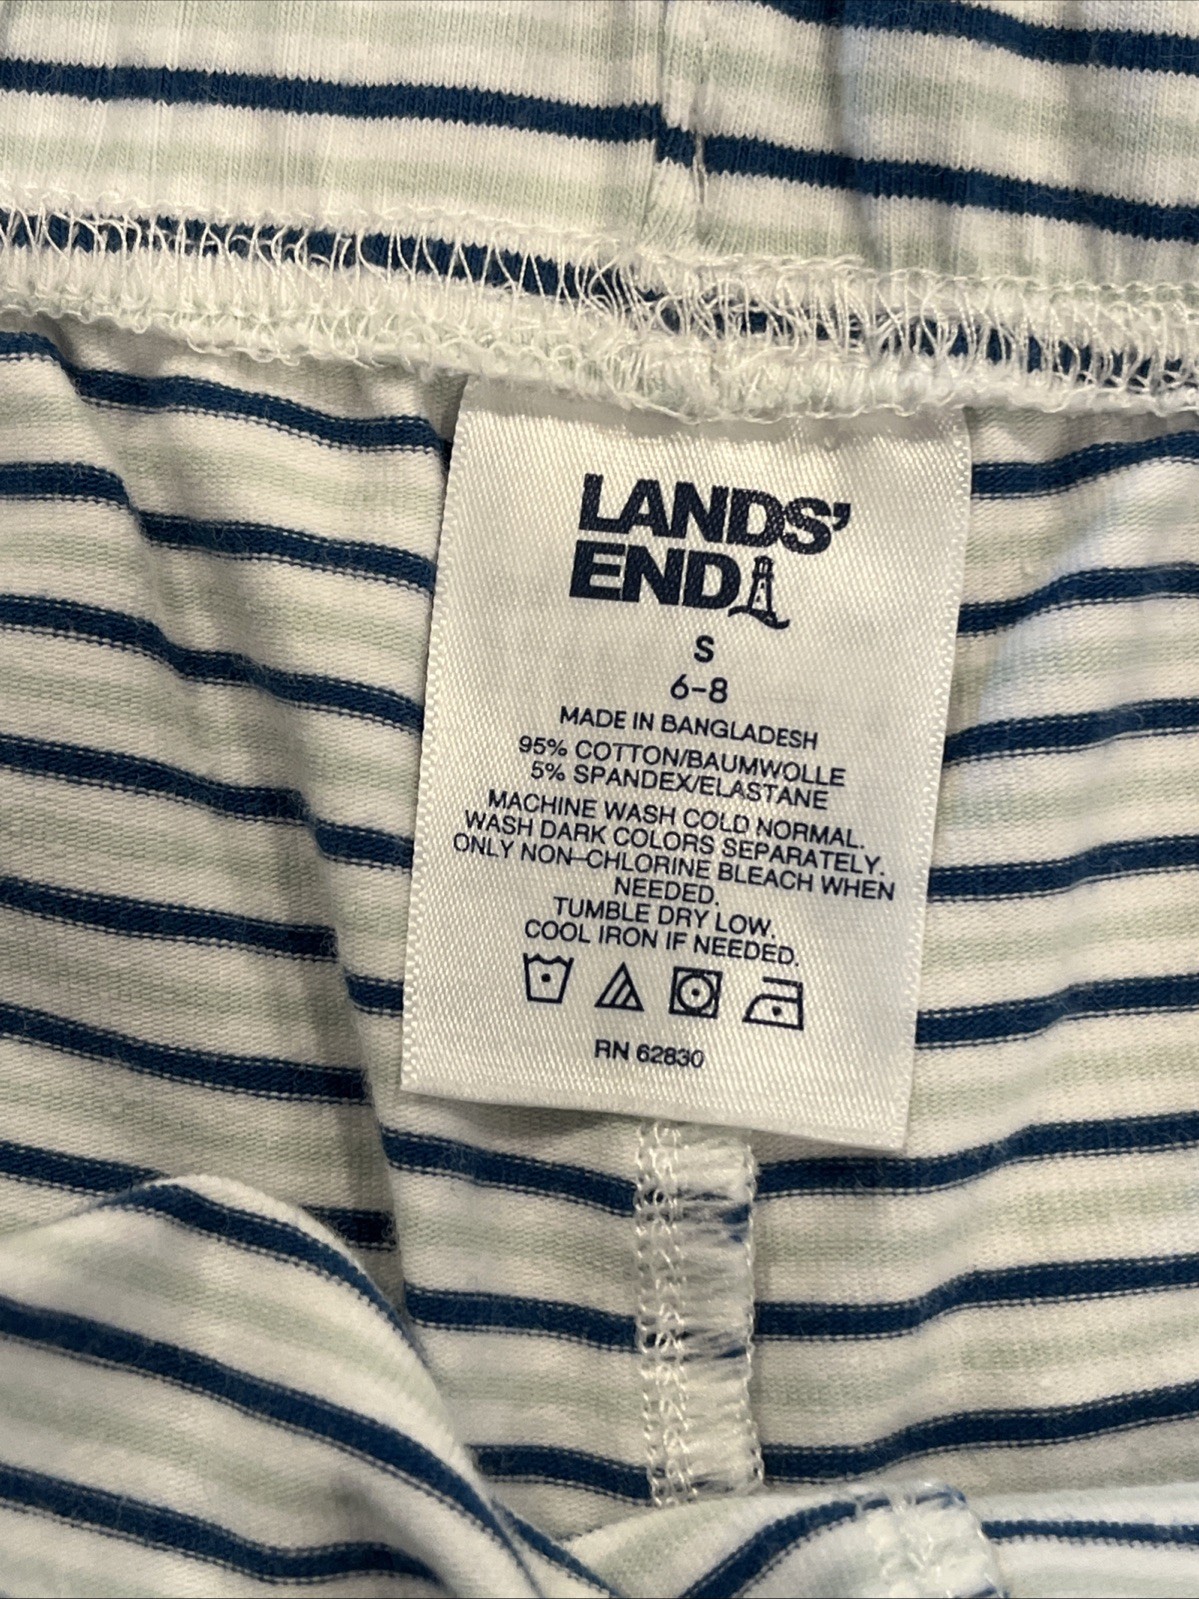 LANDS'
END
S
6-8
MADE IN BANGLADESH
95% COTTON/BAUMWOLLE
5% SPANDEX/ELASTANE
MACHINE WASH COLD NORMAL.
WASH DARK COLORS SEPARATELY.
ONLY NON-CHLORINE BLEACH WHEN
NEEDED.
TUMBLE DRY LOW.
COOL IRON IF NEEDED.
RN 62830